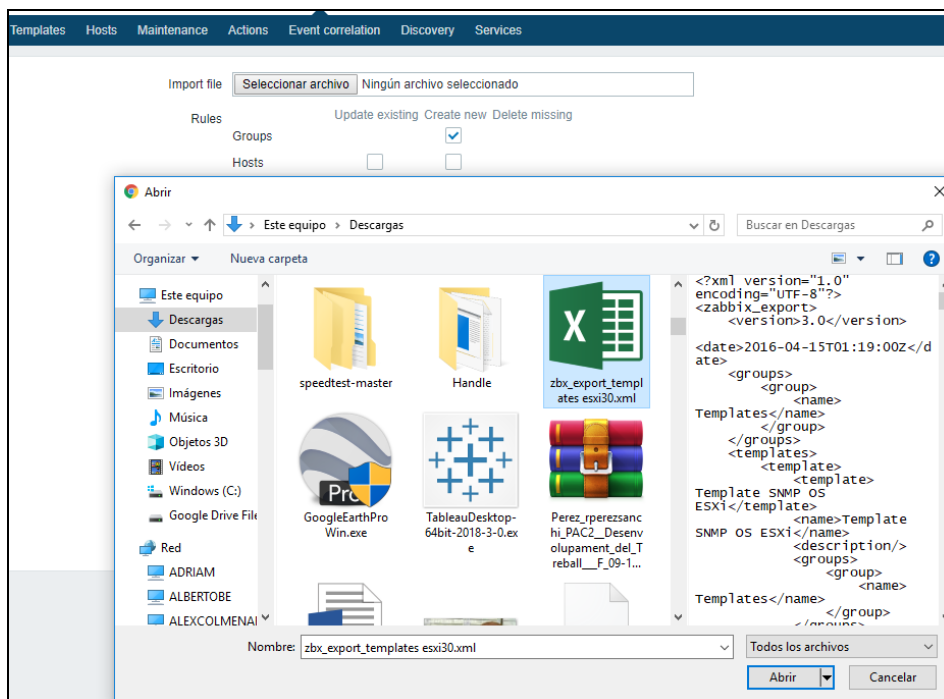 Templates Hosts Maintenance Actions Event correlation Discovery Services
Import file Seleccionar archivo Ningún archivo seleccionado
Rules Update existing Create new Delete missing
Groups
Hosts
Abrir
Este equipo > Descargas
Buscar en Descargas
Organizar Nueva carpeta
Este equipo
Descargas
Documentos
Escritorio
Imágenes
Música
Objetos 3D
Vídeos
Windows (C:)
Google Drive File
Red
ADRIAM
ALBERTOBE
ALEXCOLMENAI
speedtest-master
Handle
X
zbx_export_templ
ates esxi30.xml
Pro
GoogleEarthPro
Win.exe
TableauDesktop-
64bit-2018-3-0.ex
e
Perez_rperezsanc
hi_PAC2__Desenv
olupament_del_T
reball___F_09-1...
<?xml version="1.0"
encoding="UTF-8"?>
<zabbix_export>
<version>3.0</version>
<date>2016-04-15T01:19:00Z</d
ate>
<groups>
<group>
<name>
Templates</name>
</group>
</groups>
<templates>
<template>
<template>
Template SNMP OS
ESXi</template>
<name>Template
SNMP OS ESXi</name>
<description/>
<groups>
<group>
<name>
Templates</name>
</group>
</groups>
Nombre: zbx_export_templates esxi30.xml
Todos los archivos
Abrir Cancelar